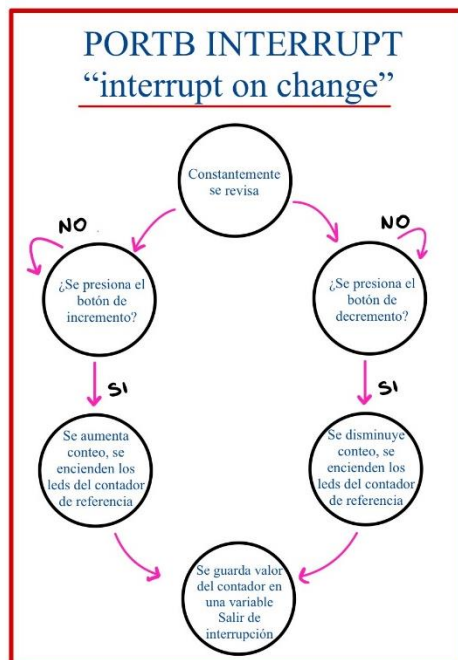 PORTB INTERRUPT
“interrupt on change”
Constantemente
se revisa
NO
NO
¿Se presiona el
botón de
incremento?
¿Se presiona el
botón de
decremento?
SI
SI
Se aumenta
conteo, se
encienden los
leds del contador
de referencia
Se disminuye
conteo, se
encienden los
leds del contador
de referencia
Se guarda valor
del contador en
una variable
Salir de
interrupción